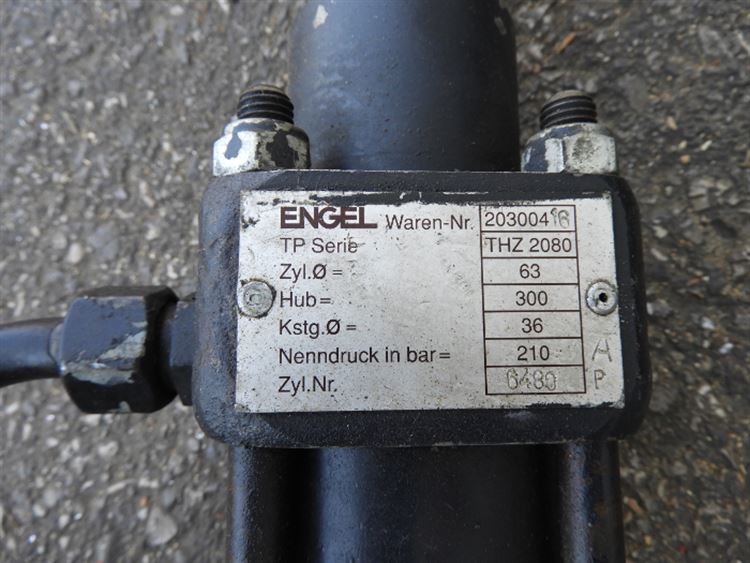 ENGEL Waren-Nr. 20300416
TP Serie THZ 2080
Zyl.Ø = 63
Hub= 300
Kstg.Ø = 36
Nenndruck in bar= 210 A
Zyl.Nr. 6480 P